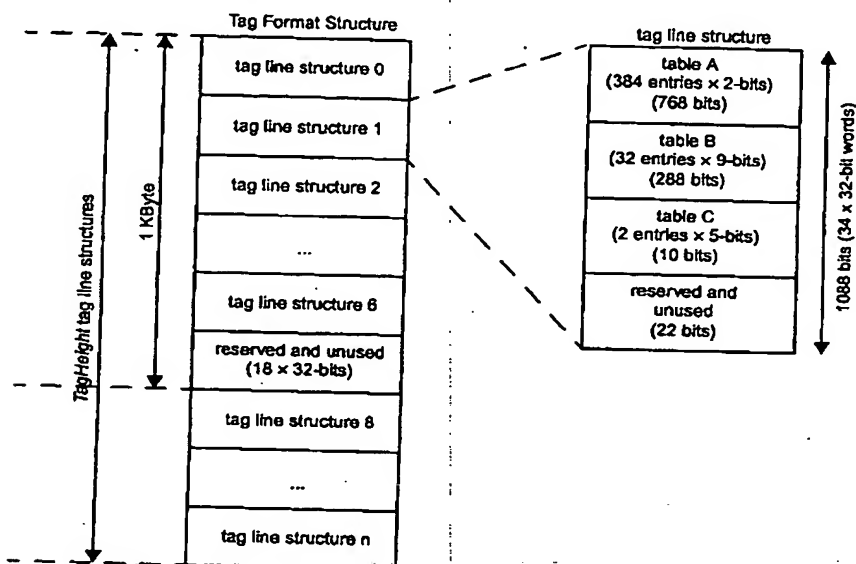 Tag Format Structure
tag line structure 0
tag line structure 1
tag line structure 2
...
tag line structure 6
reserved and unused
(18 × 32-bits)
tag line structure 8
...
tag line structure n
1 KByte
TagHeight tag line structures
tag line structure
table A
(384 entries × 2-bits)
(768 bits)
table B
(32 entries × 9-bits)
(288 bits)
table C
(2 entries × 5-bits)
(10 bits)
reserved and
unused
(22 bits)
1088 bits (34 x 32-bit words)